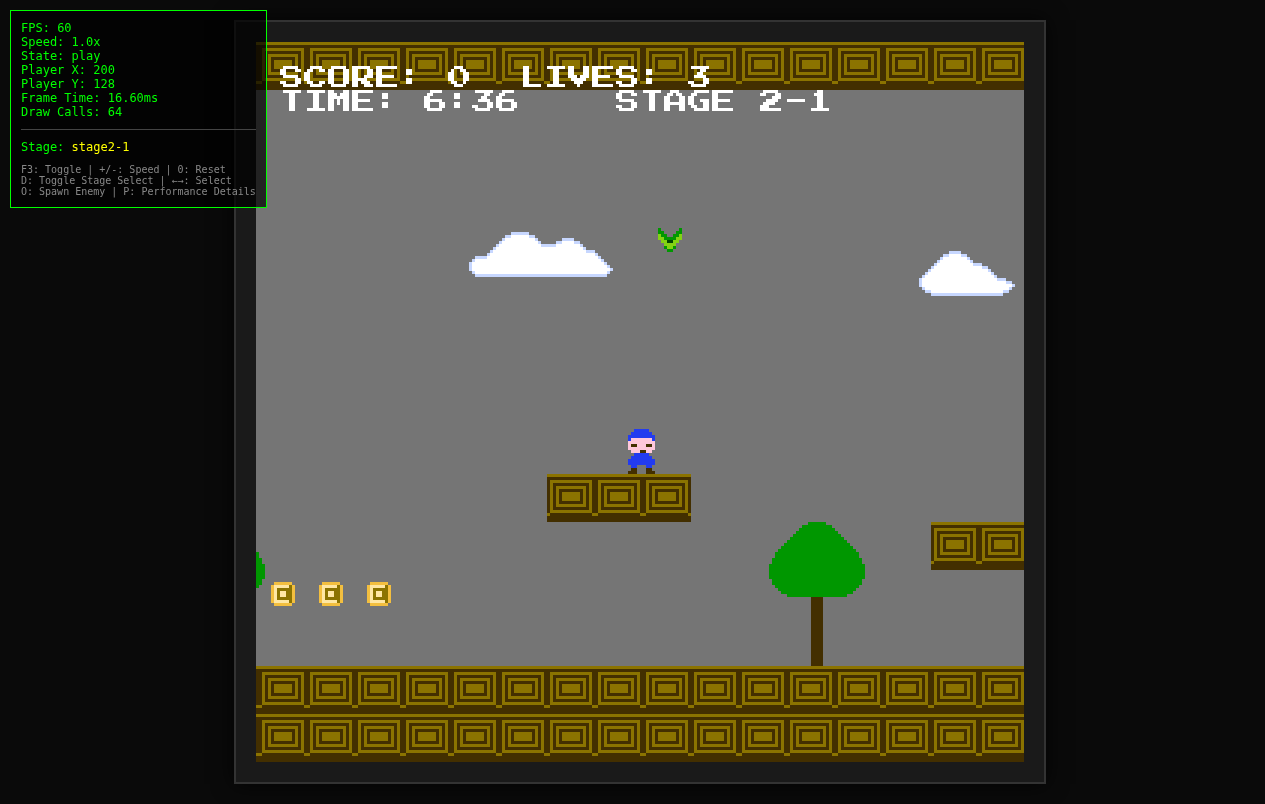 FPS: 60
Speed: 1.0x
State: play
Player X: 200
Player Y: 128
Frame Time: 16.60ms
Draw Calls: 64
Stage: stage2-1
F3: Toggle | +/-: Speed | 0: Reset
D: Toggle Stage Select | ←→: Select
O: Spawn Enemy | P: Performance Details
SCORE: 0 LIVES: 3
TIME: 6:36 STAGE 2-1